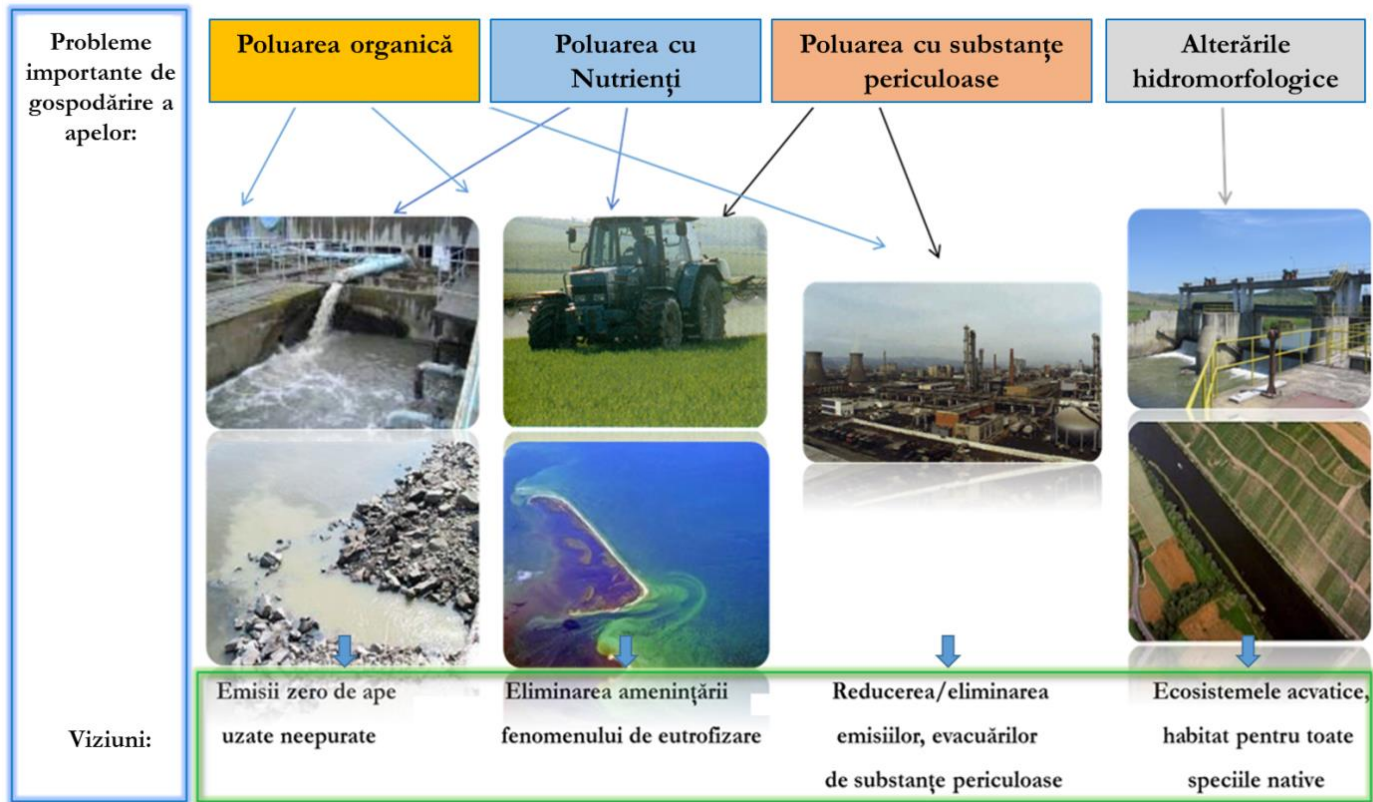 Probleme
importante de
gospodărire a
apelor:
Poluarea organică
Poluarea cu
Nutrienți
Poluarea cu substanțe
periculoase
Alterările
hidromorfologice
Viziuni:
Emisii zero de ape
uzate neepurate
Eliminarea amenințării
fenomenului de eutrofizare
Reducerea/eliminarea
emisiilor, evacuărilor
de substanțe periculoase
Ecosistemele acvatice,
habitat pentru toate
speciile native